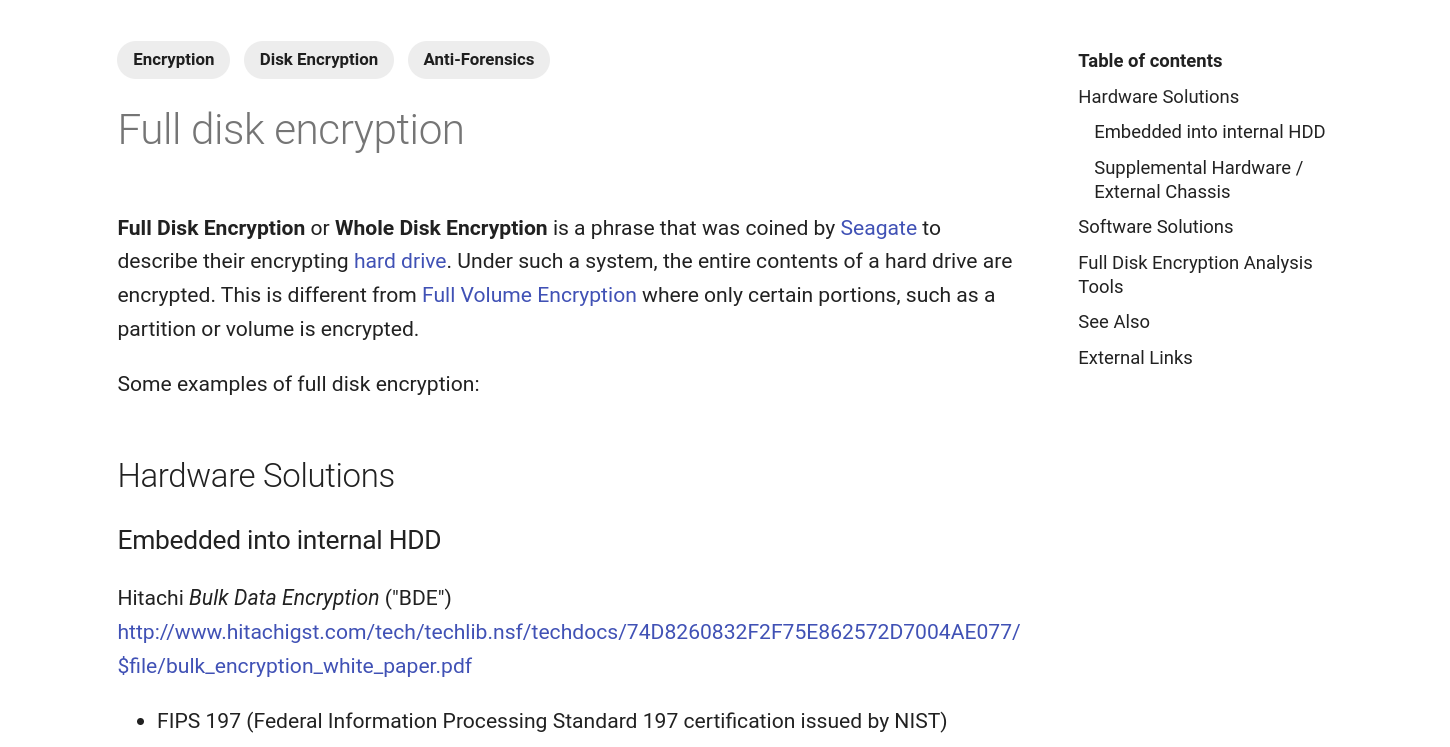 Encryption Disk Encryption Anti-Forensics
Full disk encryption
Full Disk Encryption or Whole Disk Encryption is a phrase that was coined by Seagate to
describe their encrypting hard drive. Under such a system, the entire contents of a hard drive are
encrypted. This is different from Full Volume Encryption where only certain portions, such as a
partition or volume is encrypted.
Some examples of full disk encryption:
Hardware Solutions
Embedded into internal HDD
Hitachi Bulk Data Encryption ("BDE")
http://www.hitachigst.com/tech/techlib.nsf/techdocs/74D8260832F2F75E862572D7004AE077/
$file/bulk_encryption_white_paper.pdf
• FIPS 197 (Federal Information Processing Standard 197 certification issued by NIST)
Table of contents
Hardware Solutions
Embedded into internal HDD
Supplemental Hardware /
External Chassis
Software Solutions
Full Disk Encryption Analysis
Tools
See Also
External Links